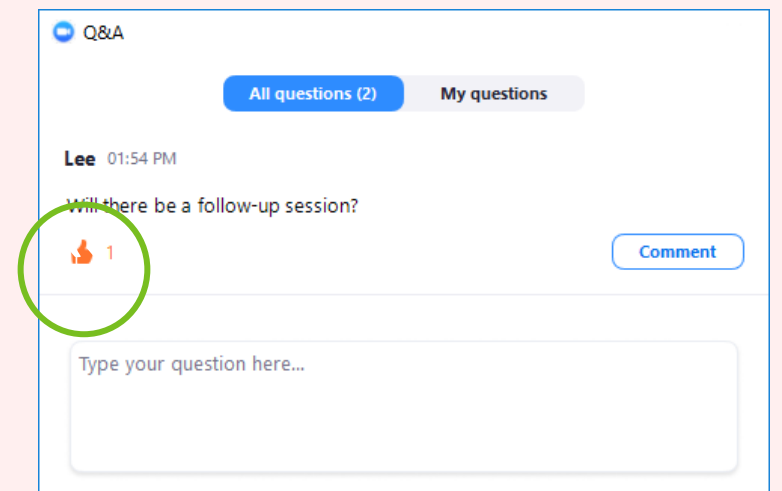 Q&A
All questions (2) My questions
Lee 01:54 PM
Will there be a follow-up session?
1 Comment
Type your question here...